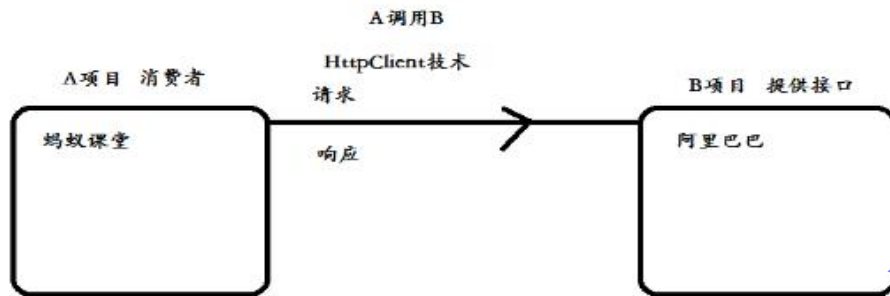 A调用B
HttpClient技术
A项目 消费者
请求
B项目 提供接口
蚂蚁课堂
响应
阿里巴巴